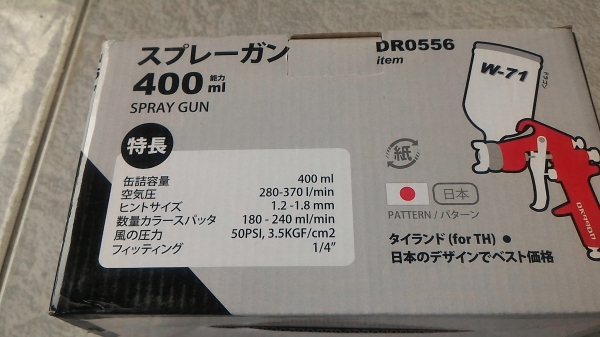 スプレーガン
DR0556
item
400 能力 ml
SPRAY GUN
W-71
特長
紙
缶詰容量 400 ml
空気圧 280-370 l/min
ヒントサイズ 1.2 -1.8 mm
数量カラースパッタ 180 - 240 ml/min
風の圧力 50PSI, 3.5KGF/cm2
フィッティング 1/4"
日本
PATTERN / パターン
タイランド (for TH) ●
日本のデザインでベスト価格